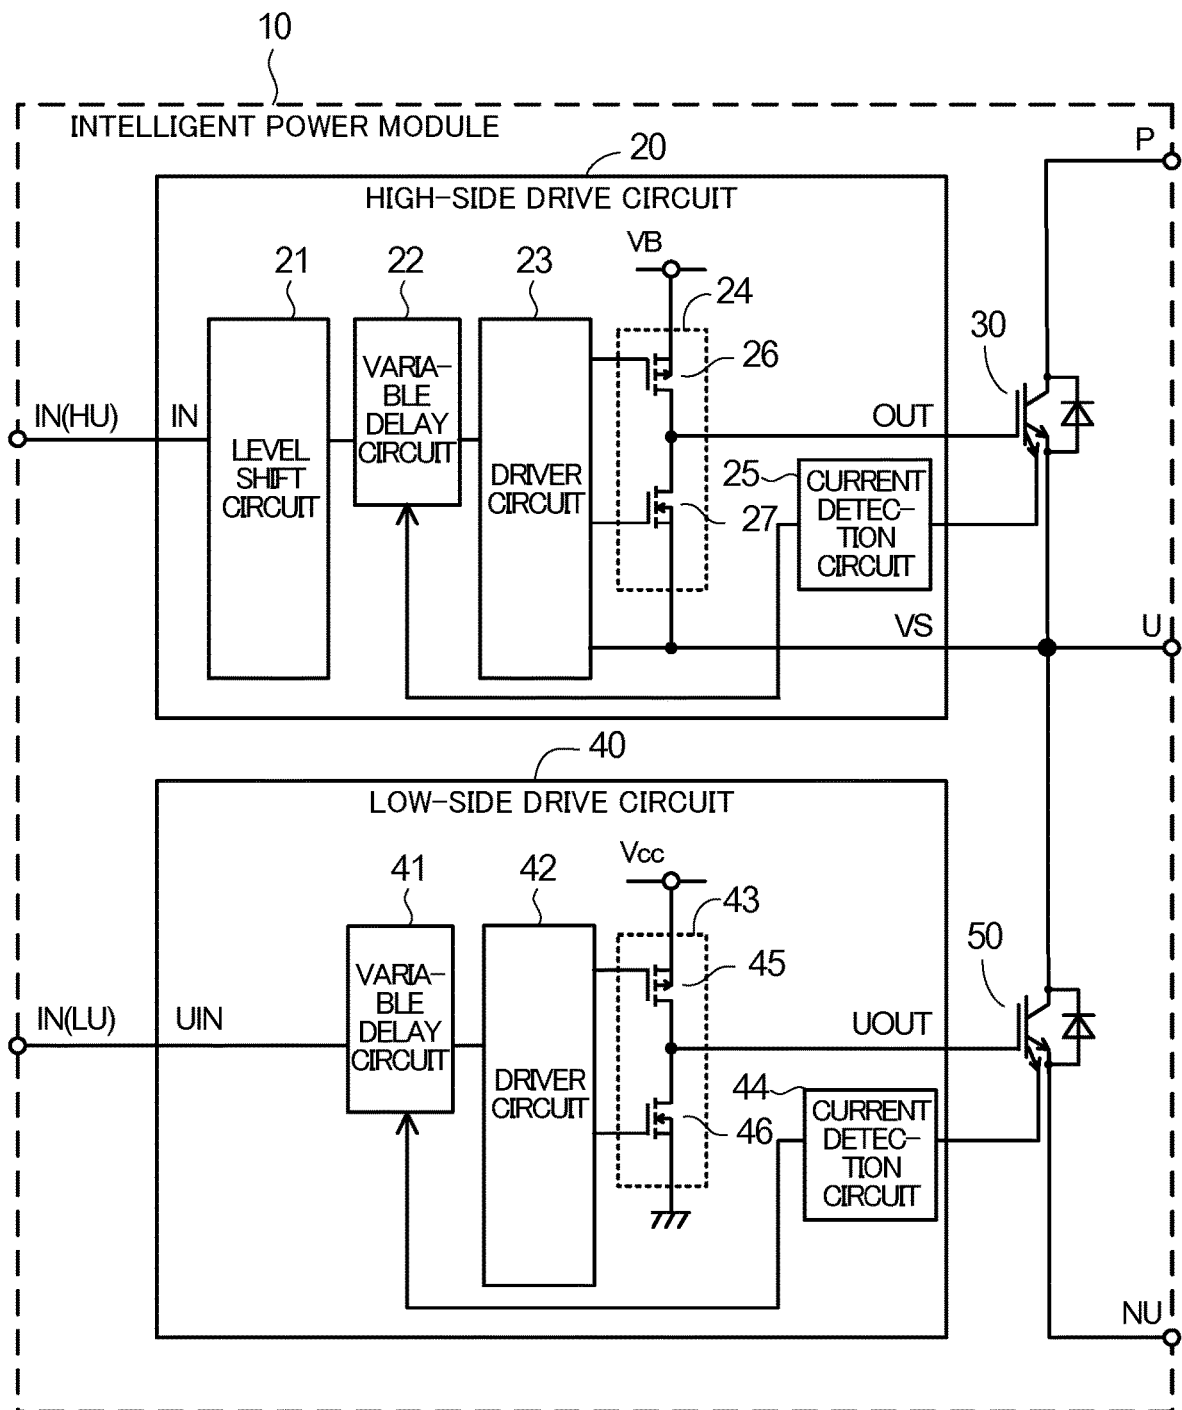 10
INTELLIGENT POWER MODULE
P
20
HIGH-SIDE DRIVE CIRCUIT
VB
21
22
23
24
26
30
IN(HU)
IN
LEVEL
SHIFT
CIRCUIT
VARIA-
BLE
DELAY
CIRCUIT
DRIVER
CIRCUIT
OUT
25
CURRENT
DETEC-
TION
CIRCUIT
27
VS
U
40
LOW-SIDE DRIVE CIRCUIT
Vcc
41
42
43
45
50
IN(LU)
UIN
VARIA-
BLE
DELAY
CIRCUIT
DRIVER
CIRCUIT
UOUT
44
CURRENT
DETEC-
TION
CIRCUIT
46
NU